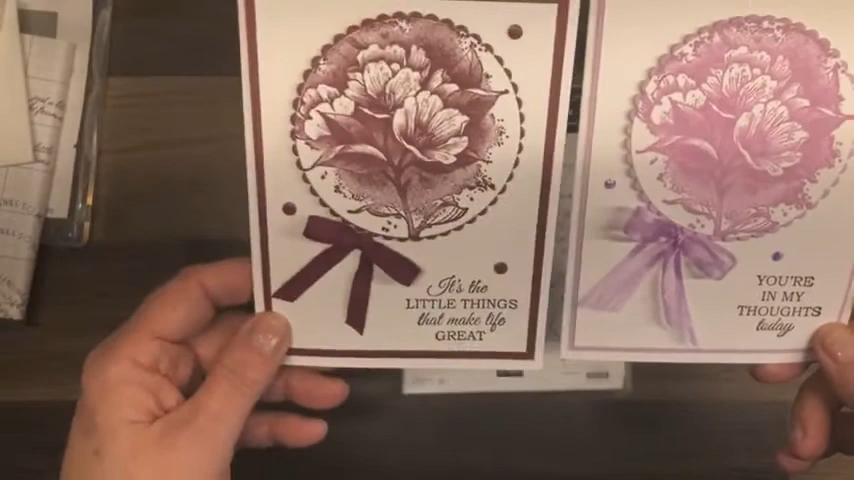 It's the
LITTLE THINGS
that make life
GREAT
YOU'RE
IN MY
THOUGHTS
today